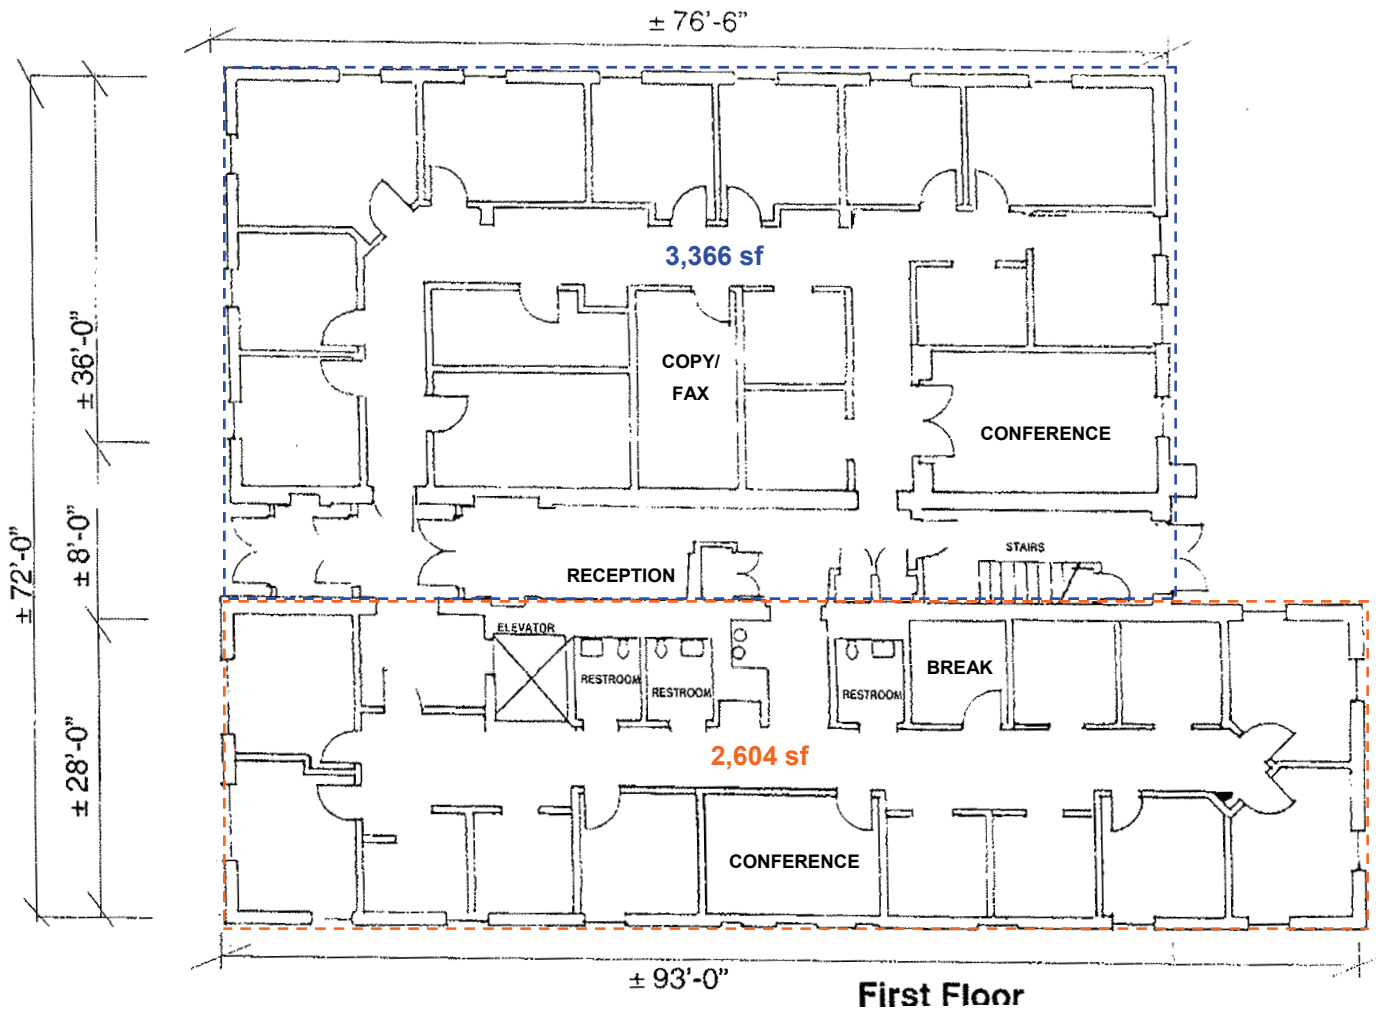 ± 76’-6”
3,366 sf
± 36’-0”
COPY/
FAX
CONFERENCE
± 72’-0”
± 8’-0”
STAIRS
RECEPTION
ELEVATOR
RESTROOM
RESTROOM
RESTROOM
BREAK
± 28’-0”
2,604 sf
CONFERENCE
± 93’-0”
First Floor